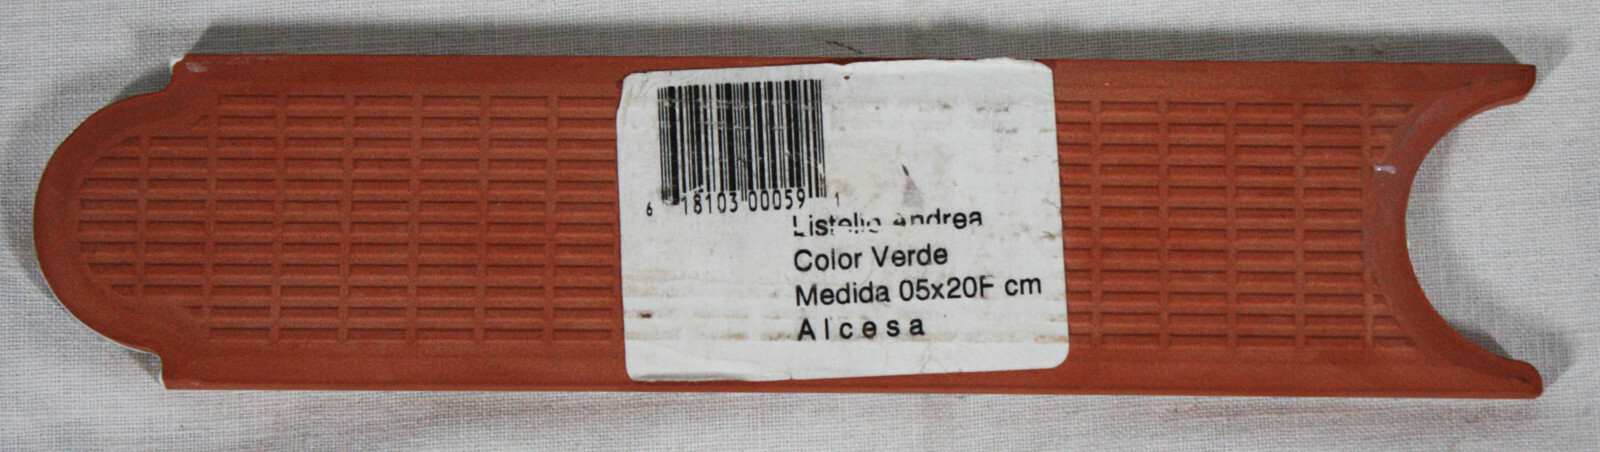 6 18103 00059 1
Listello Andrea
Color Verde
Medida 05x20F cm
Alcesa